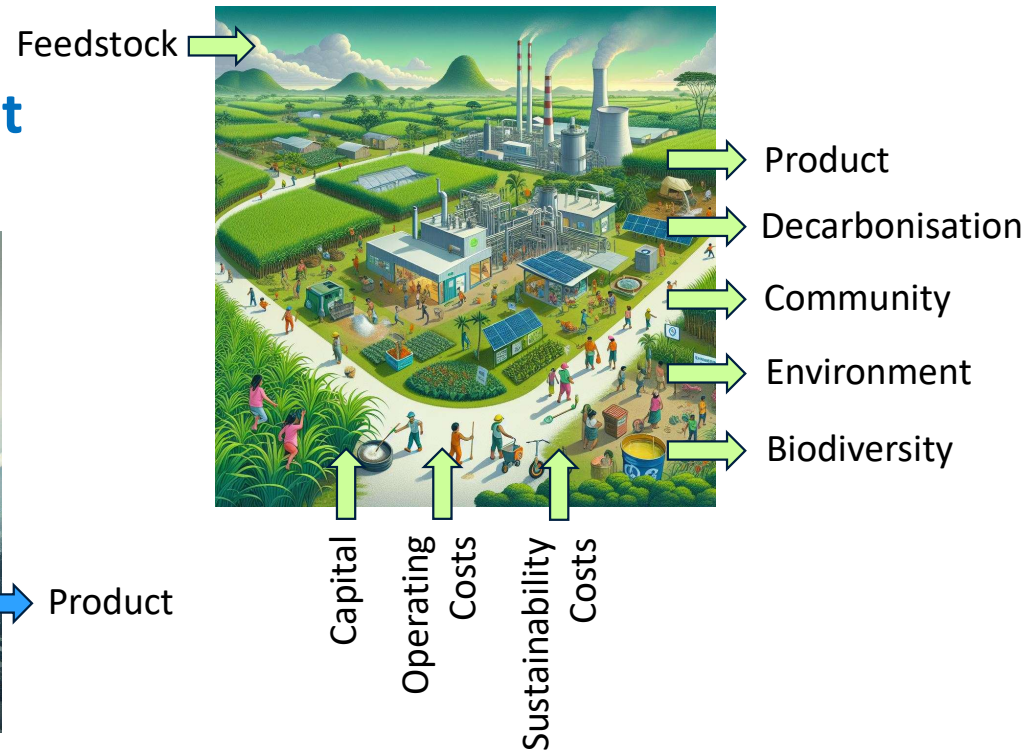 Feedstock
t
Product
Decarbonisation
Community
Environment
Biodiversity
Capital
Operating
Costs
Sustainability
Costs
Product